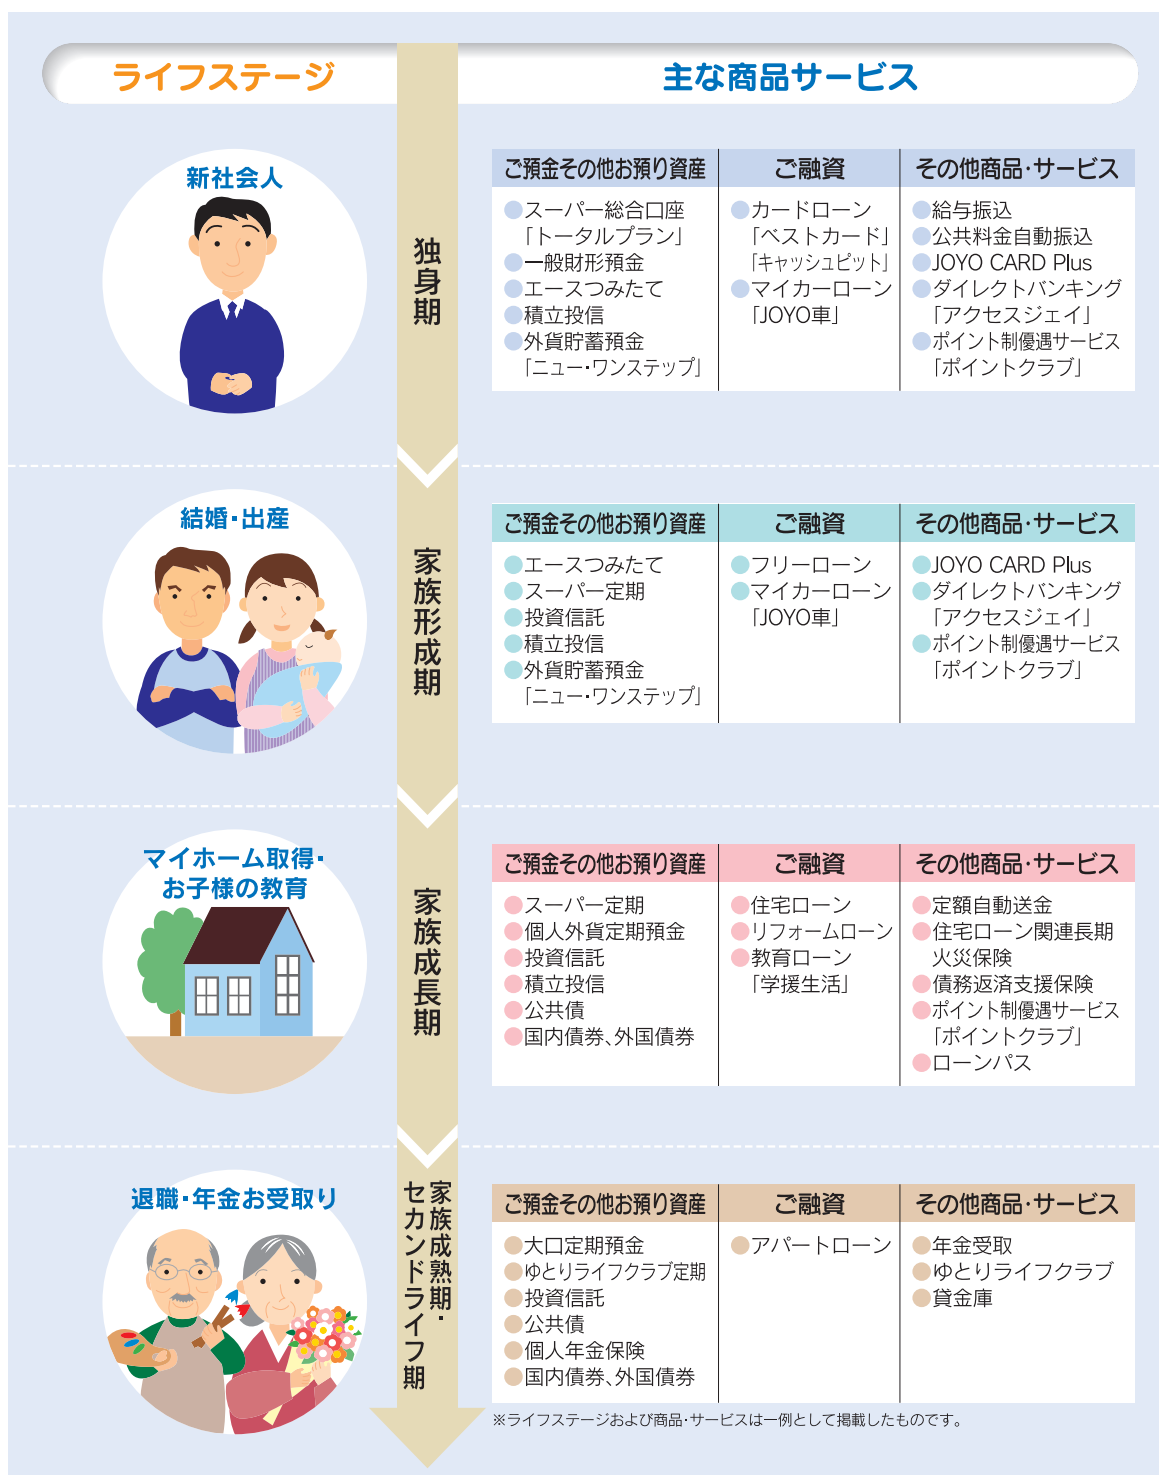 ライフステージ
主な商品サービス
新社会人
独身期
ご預金その他お預り資産
ご融資
その他商品・サービス
●スーパー総合口座
「トータルプラン」
●一般財形預金
●エースつみたて
●積立投信
●外貨貯蓄預金
「ニュー・ワンステップ」
●カードローン
「ベストカード」
「キャッシュピット」
●マイカーローン
「JOYO車」
●給与振込
●公共料金自動振込
●JOYO CARD Plus
●ダイレクトバンキング
「アクセスジェイ」
●ポイント制優遇サービス
「ポイントクラブ」
結婚・出産
家族形成期
ご預金その他お預り資産
ご融資
その他商品・サービス
●エースつみたて
●スーパー定期
●投資信託
●積立投信
●外貨貯蓄預金
「ニュー・ワンステップ」
●フリーローン
●マイカーローン
「JOYO車」
●JOYO CARD Plus
●ダイレクトバンキング
「アクセスジェイ」
●ポイント制優遇サービス
「ポイントクラブ」
マイホーム取得・
お子様の教育
家族成長期
ご預金その他お預り資産
ご融資
その他商品・サービス
●スーパー定期
●個人外貨定期預金
●投資信託
●積立投信
●公共債
●国内債券、外国債券
●住宅ローン
●リフォームローン
●教育ローン
「学援生活」
●定額自動送金
●住宅ローン関連長期
火災保険
●債務返済支援保険
●ポイント制優遇サービス
「ポイントクラブ」
●ローンパス
退職・年金お受取り
家族成熟期・
セカンドライフ期
ご預金その他お預り資産
ご融資
その他商品・サービス
●大口定期預金
●ゆとりライフクラブ定期
●投資信託
●公共債
●個人年金保険
●国内債券、外国債券
●アパートローン
●年金受取
●ゆとりライフクラブ
●貸金庫
※ライフステージおよび商品・サービスは一例として掲載したものです。